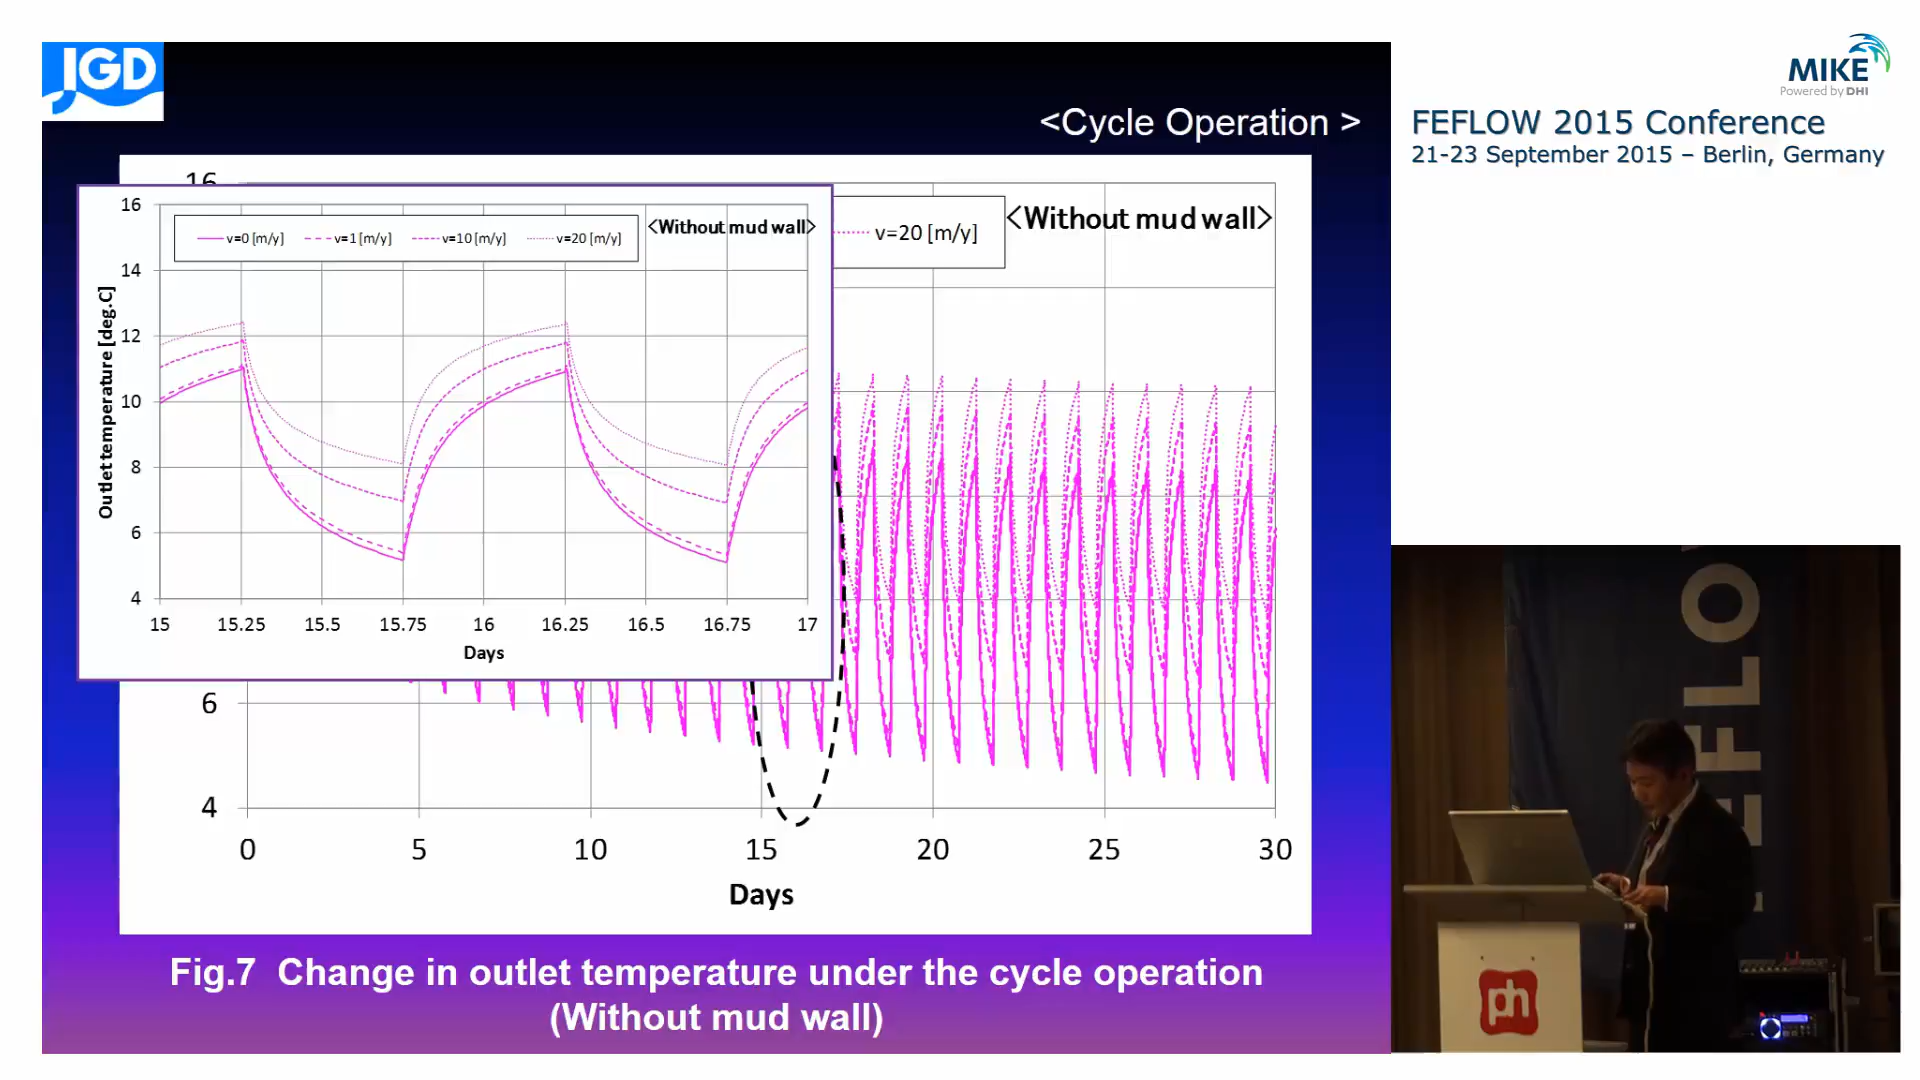 JGD
<Cycle Operation >
MIKE
Powered by DHI
FEFLOW 2015 Conference
21-23 September 2015 – Berlin, Germany
16
v=20 [m/y]
<Without mud wall>
6
4
0 5 10 15 20 25 30
Days
v=0 [m/y] v=1 [m/y] v=10 [m/y] v=20 [m/y]
<Without mud wall>
Outlet temperature [deg.C]
16
14
12
10
8
6
4
15 15.25 15.5 15.75 16 16.25 16.5 16.75 17
Days
Fig.7 Change in outlet temperature under the cycle operation
(Without mud wall)
FEFLOW
ph